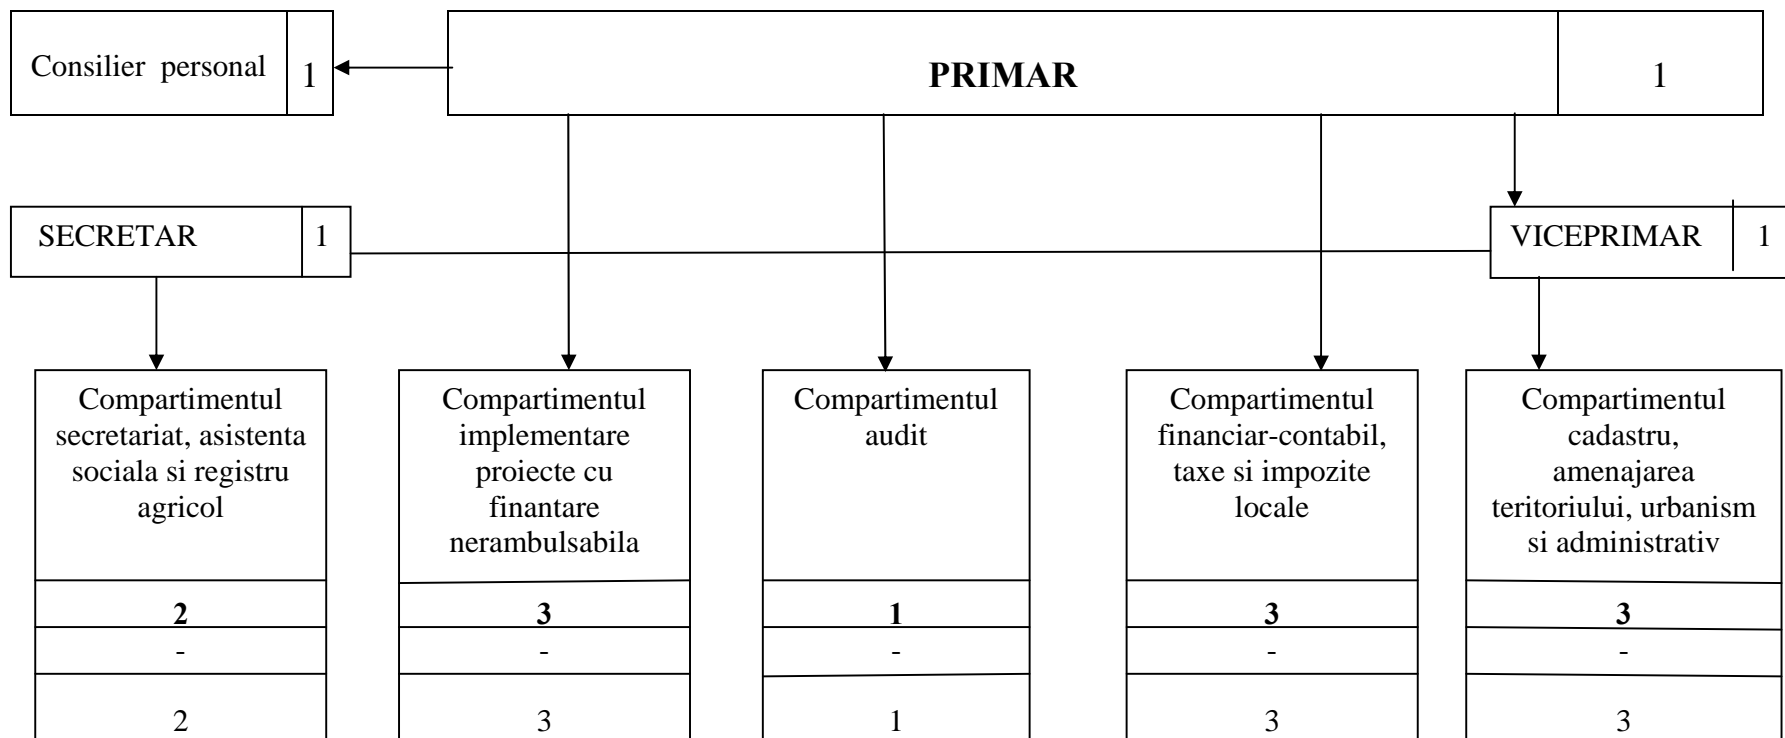 Consilier personal 1
PRIMAR 1
SECRETAR 1
VICEPRIMAR 1
Compartimentul
secretariat, asistenta
sociala si registru
agricol
2
-
2
Compartimentul
implementare
proiecte cu
finantare
nerambulsabila
3
-
3
Compartimentul
audit
1
-
1
Compartimentul
financiar-contabil,
taxe si impozite
locale
3
-
3
Compartimentul
cadastru,
amenajarea
teritoriului, urbanism
si administrativ
3
-
3